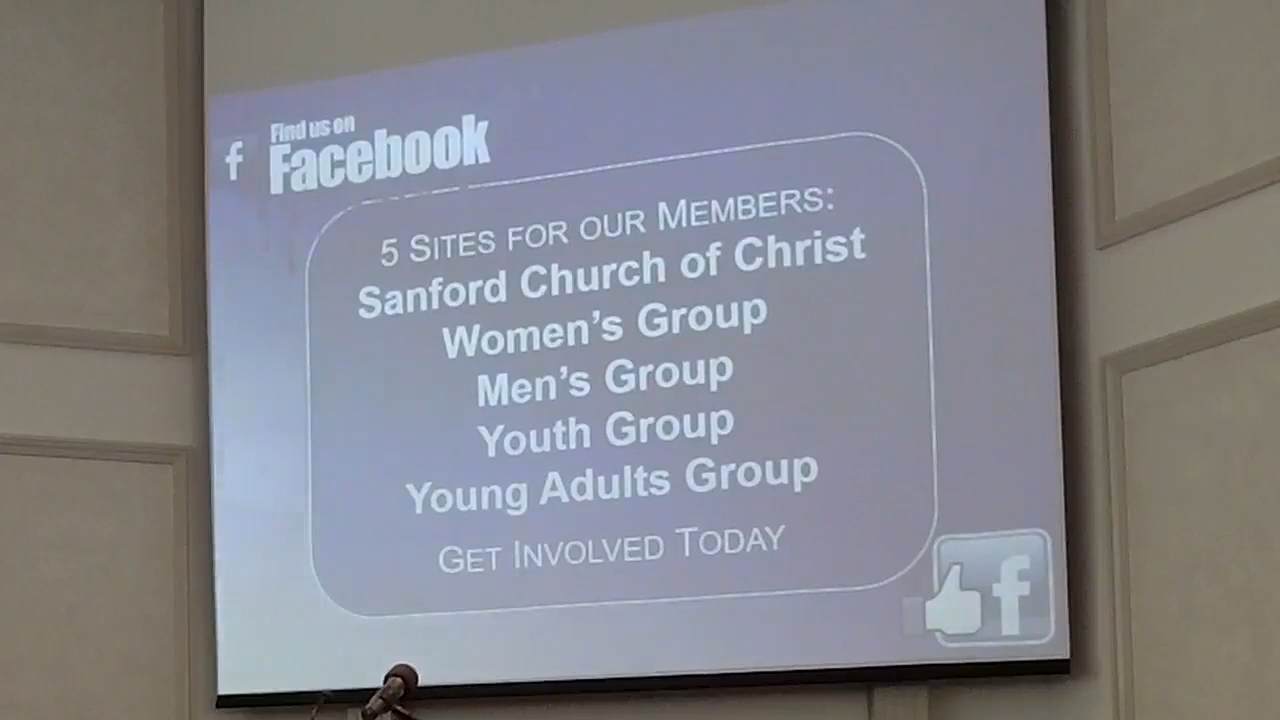 Find us on
f Facebook
5 SITES FOR OUR MEMBERS:
Sanford Church of Christ
Women's Group
Men's Group
Youth Group
Young Adults Group
GET INVOLVED TODAY
f